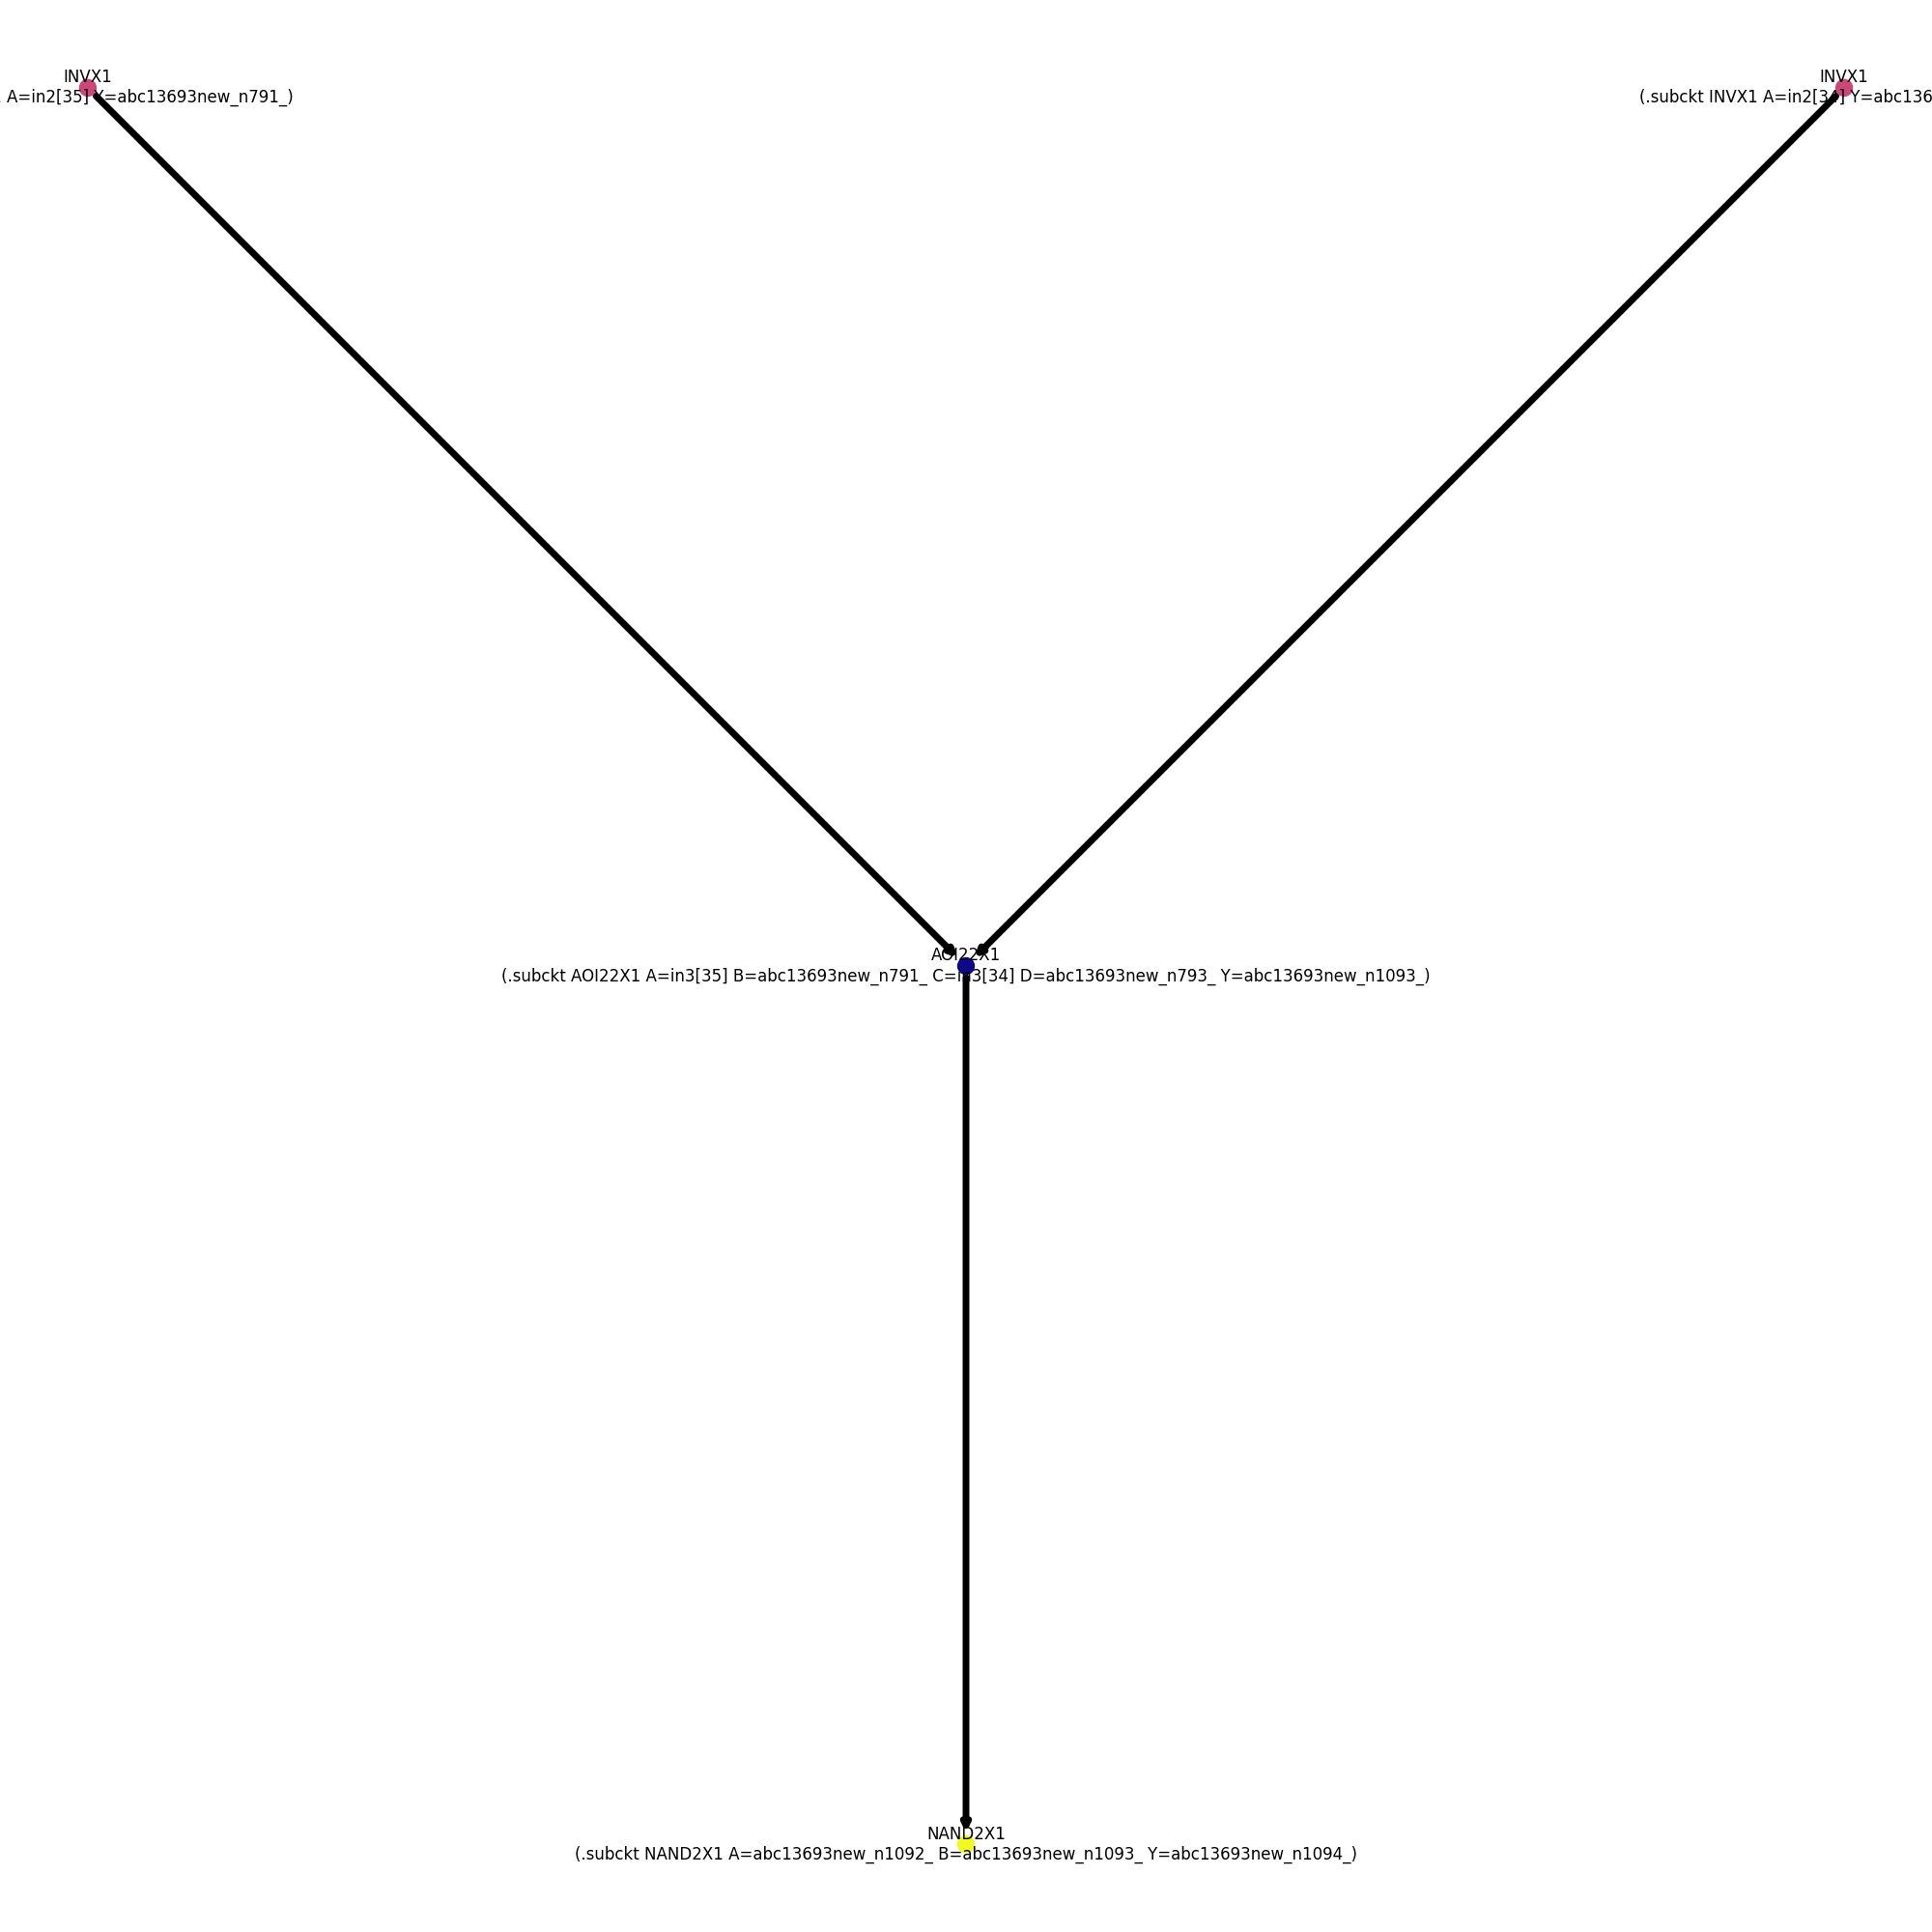 INVX1
A=in2[35] Y=abc13693new_n791_)
INVX1
(.subckt INVX1 A=in2[34] Y=abc136
AOI22X1
(.subckt AOI22X1 A=in3[35] B=abc13693new_n791_ C=in3[34] D=abc13693new_n793_ Y=abc13693new_n1093_)
NAND2X1
(.subckt NAND2X1 A=abc13693new_n1092_ B=abc13693new_n1093_ Y=abc13693new_n1094_)